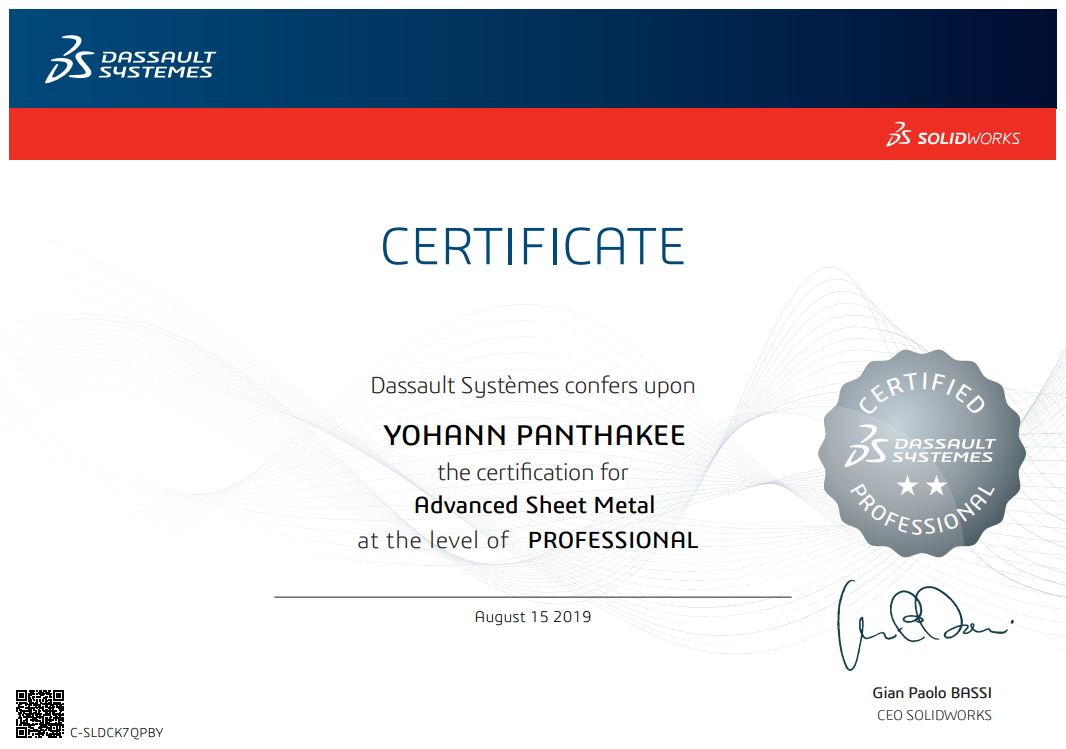 DASSAULT
SYSTEMES
SOLIDWORKS
CERTIFICATE
Dassault Systèmes confers upon
YOHANN PANTHAKEE
the certification for
Advanced Sheet Metal
at the level of PROFESSIONAL
August 15 2019
CERTIFIED
DASSAULT
SYSTEMES
PROFESSIONAL
Gian Paolo BASSI
CEO SOLIDWORKS
C-SLDCK7QPBY